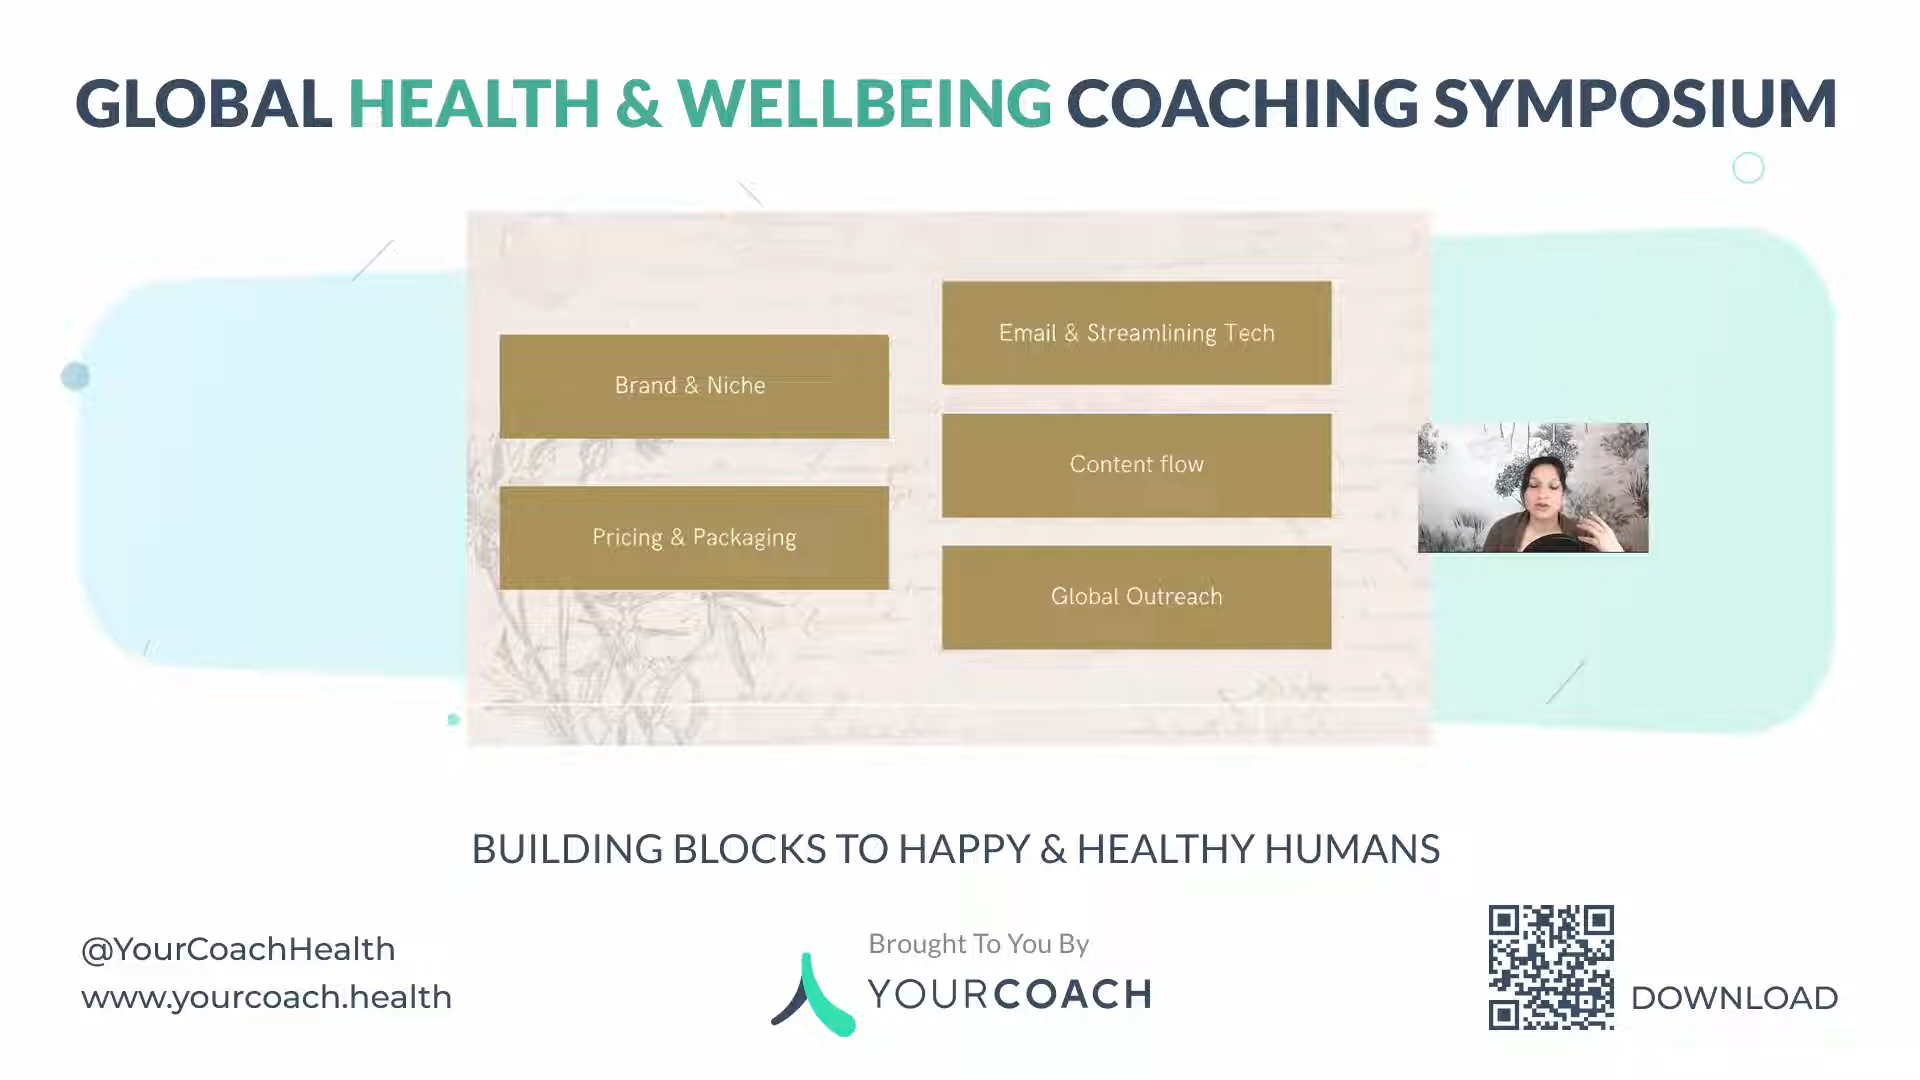 GLOBAL HEALTH & WELLBEING COACHING SYMPOSIUM
Brand & Niche
Pricing & Packaging
Email & Streamlining Tech
Content flow
Global Outreach
BUILDING BLOCKS TO HAPPY & HEALTHY HUMANS
@YourCoachHealth
www.yourcoach.health
Brought To You By
YOURCOACH
DOWNLOAD